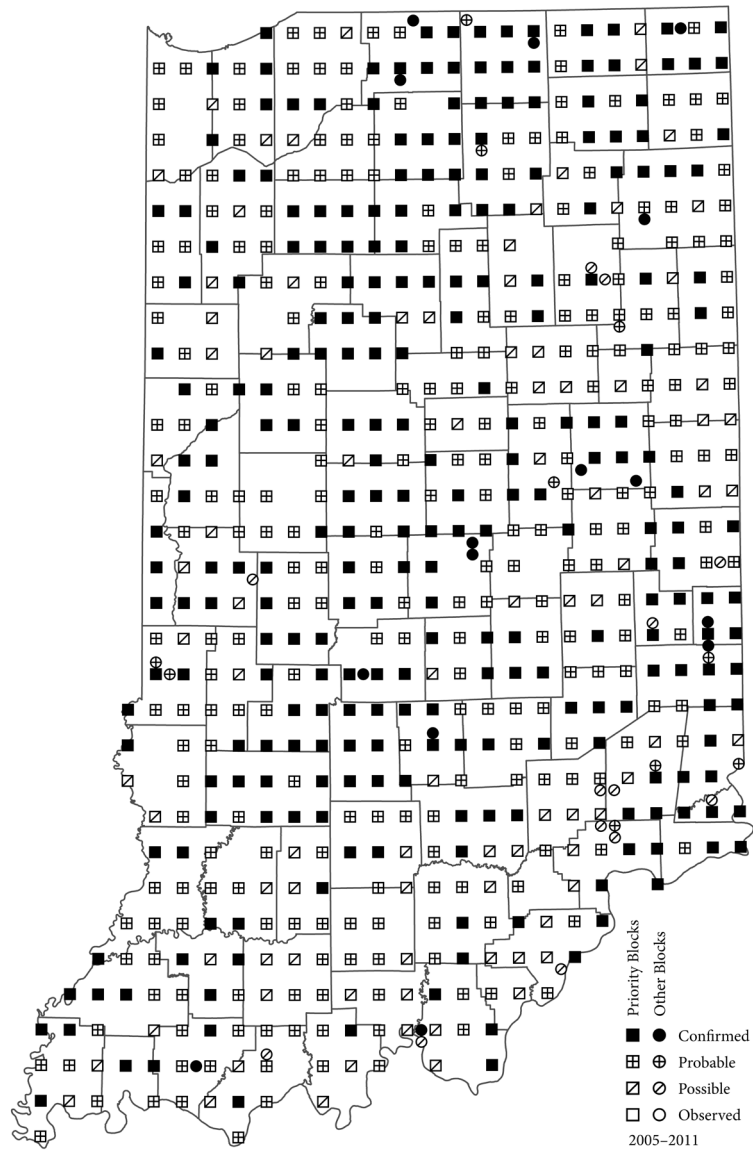 Priority Blocks
Other Blocks
Confirmed
Probable
Possible
Observed
2005–2011